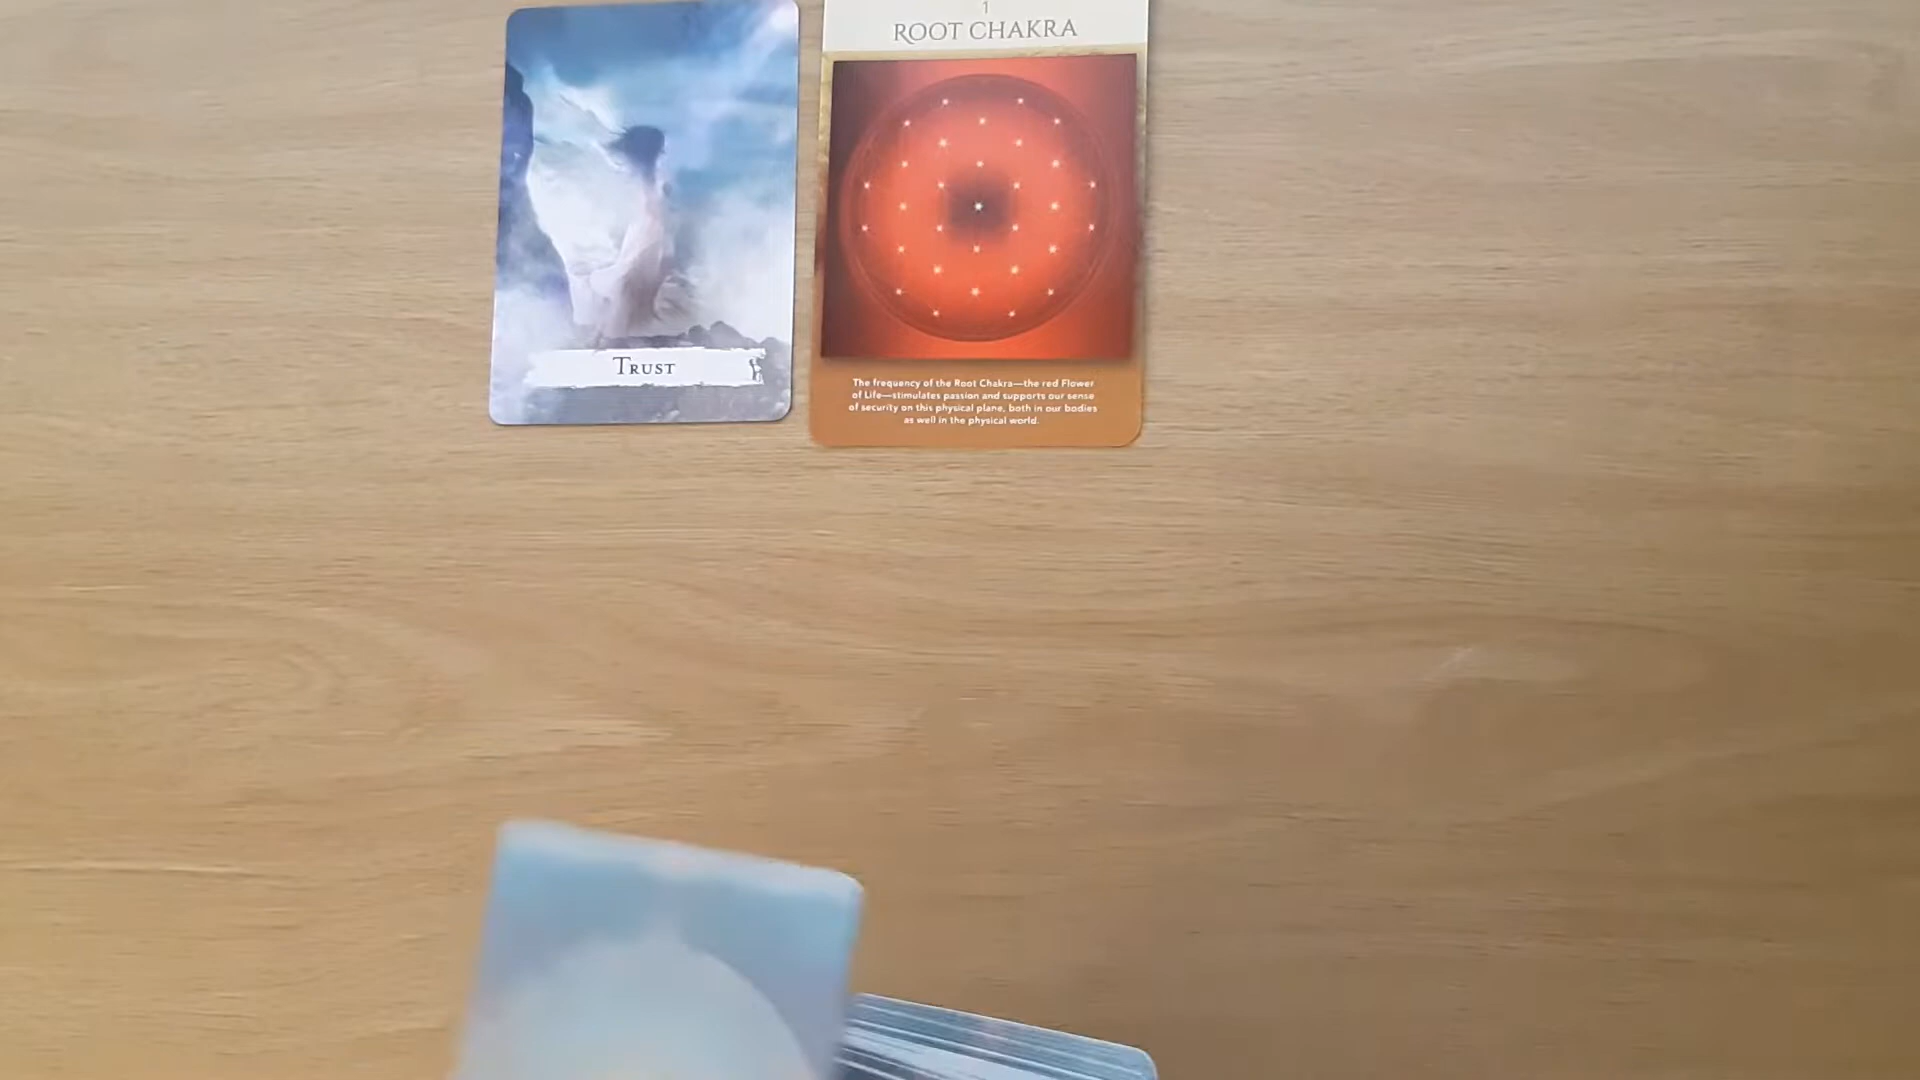 1
ROOT CHAKRA
TRUST
The frequency of the Root Chakra—the red Flower
of Life—stimulates passion and supports our sense
of security on this physical plane, both in our bodies
as well in the physical world.